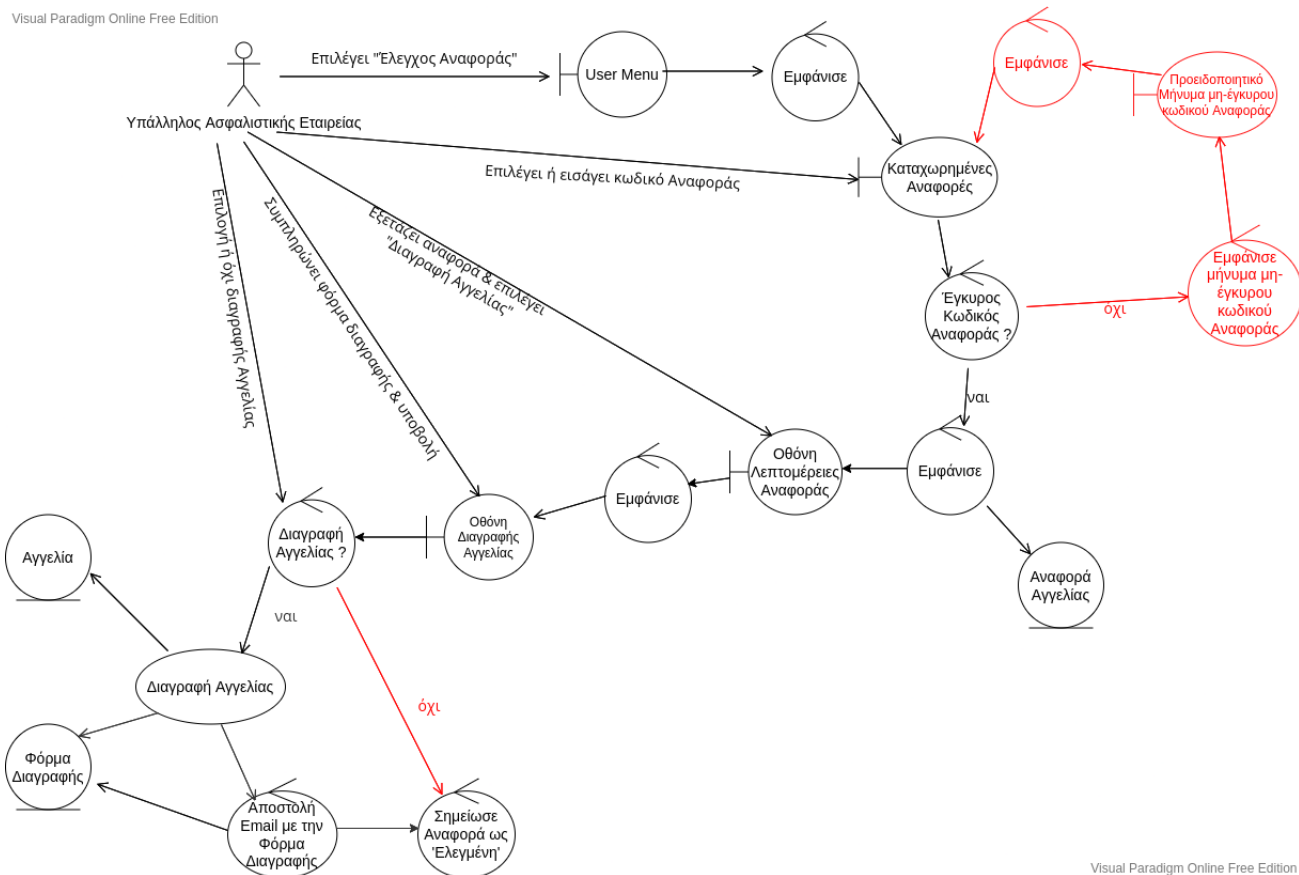 Visual Paradigm Online Free Edition
Επιλέγει "Έλεγχος Αναφοράς"
User Menu
Εμφάνισε
Εμφάνισε
Προειδοποιητικό
Μήνυμα μη-έγκυρου
κωδικού Αναφοράς
Υπάλληλος Ασφαλιστικής Εταιρείας
Επιλέγει ή εισάγει κωδικό Αναφοράς
Καταχωρημένες
Αναφορές
Επιλογή ή όχι διαγραφής Αγγελίας
Συμπληρώνει φόρμα διαγραφής & υποβολή
Εξετάζει αναφορα & επιλέγει
"Διαγραφή Αγγελίας"
Έγκυρος
Κωδικός
Αναφοράς ?
όχι
Εμφάνισε
μήνυμα μη-
έγκυρου
κωδικού
Αναφοράς
ναι
Εμφάνισε
Οθόνη
Λεπτομέρειες
Αναφοράς
Εμφάνισε
Οθόνη
Διαγραφής
Αγγελίας
Διαγραφή
Αγγελίας ?
Αγγελία
Αναφορά
Αγγελίας
ναι
Διαγραφή Αγγελίας
όχι
Φόρμα
Διαγραφής
Αποστολή
Email με την
Φόρμα
Διαγραφής
Σημείωσε
Αναφορά ως
'Ελεγμένη'
Visual Paradigm Online Free Edition